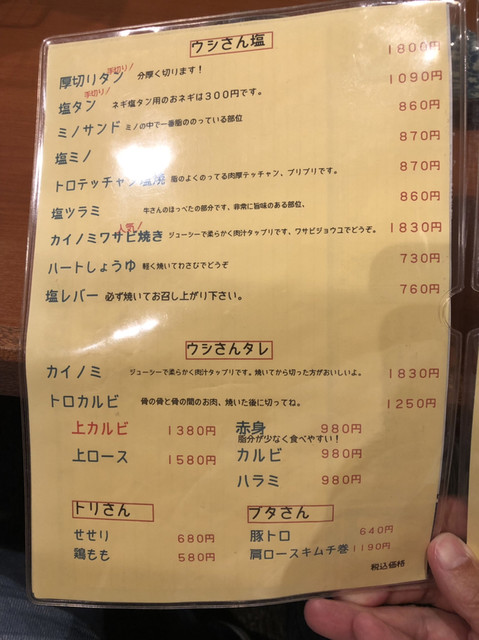 ウシさん塩
手切り/
厚切りタン 分厚く切ります! 1800円
手切り/
塩タン ネギ塩タン用のおネギは300円です。 1090円
ミノサンド ミノの中で一番脂ののっている部位 860円
塩ミノ 870円
トロテッチャン塩焼 脂のよくのってる肉厚テッチャン、プリプリです。 870円
塩ツラミ 牛さんのほっぺたの部分です、非常に旨味のある部位、 860円
人気/
カイノミワサビ焼き ジューシーで柔らかく肉汁タップリです、ワサビジョウユでどうぞ。 1830円
ハートしょうゆ 軽く焼いてわさむでどうぞ 730円
塩レバー 必ず焼いてお召し上がり下さい。 760円
ウシさんタレ
カイノミ ジューシーで柔らかく肉汁タップリです。焼いてから切った方がおいしいよ。 1830円
トロカルビ 骨の骨と骨の間のお肉、焼いた後に切ってね。 1250円
上カルビ 1380円 赤身 980円
脂分が少なく食べやすい!
上ロース 1580円 カルビ 980円
ハラミ 980円
トリさん ブタさん
せせり 680円 豚トロ 640円
鶏もも 580円 肩ロースキムチ巻 1190円
税込価格